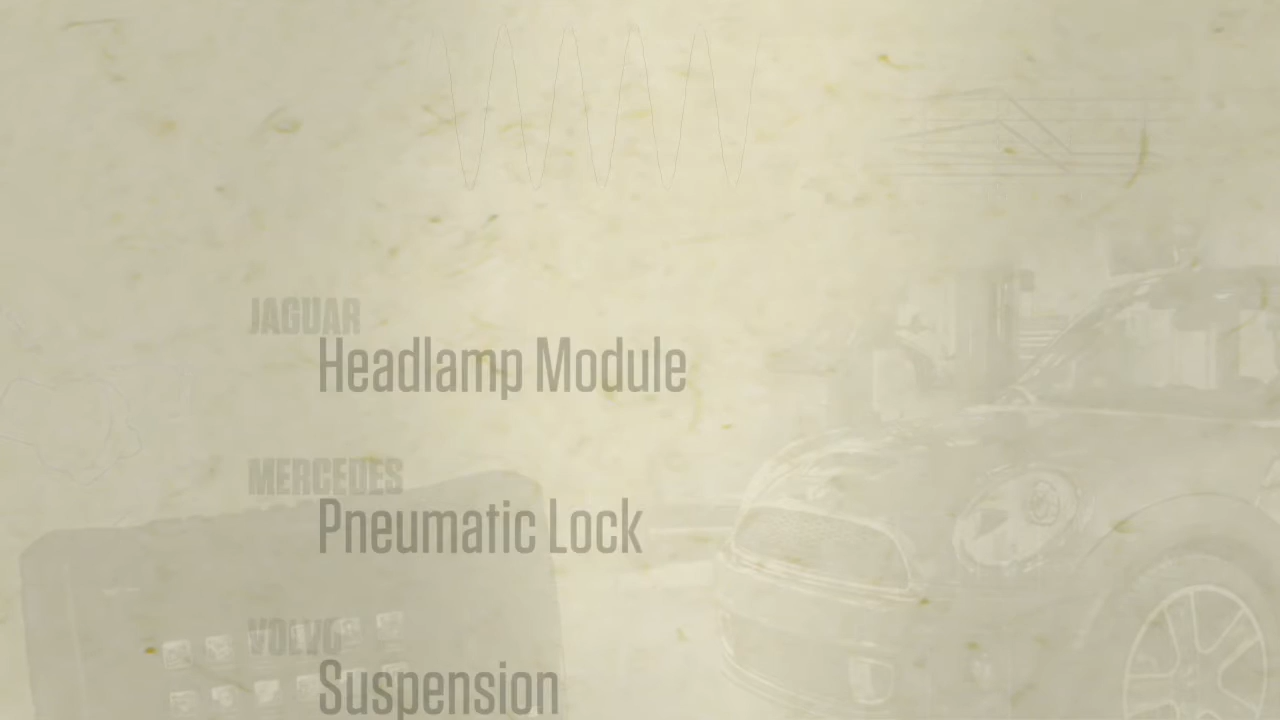 JAGUAR
Headlamp Module
MERCEDES
Pneumatic Lock
VOLVO
Suspension